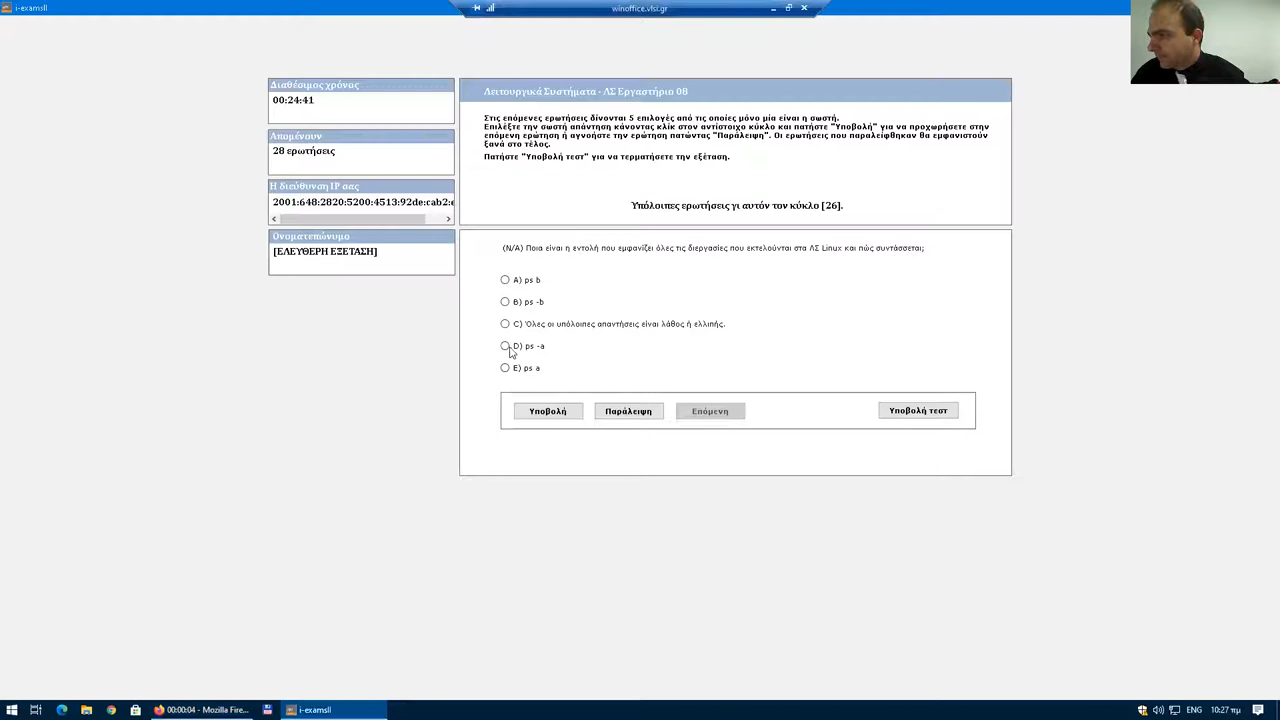 i-examsll
winoffice.vlsi.gr
Διαθέσιμος χρόνος
00:24:41
Απομένουν
28 ερωτήσεις
Η διεύθυνση IP σας
2001:648:2820:5200:4513:92de:cab2:
Ονοματεπώνυμο
[ΕΛΕΥΘΕΡΗ ΕΞΕΤΑΣΗ]
Λειτουργικά Συστήματα - ΛΣ Εργαστήριο 08
Στις επόμενες ερωτήσεις δίνονται 5 επιλογές από τις οποίες μόνο μία είναι η σωστή.
Επιλέξτε την σωστή απάντηση κάνοντας κλίκ στον αντίστοιχο κύκλο και πατήστε "Υποβολή" για να προχωρήσετε στην
επόμενη ερώτηση ή αγνοήστε την ερώτηση πατώντας "Παράλειψη". Οι ερωτήσεις που παραλείφθηκαν θα εμφανιστούν
ξανά στο τέλος.
Πατήστε "Υποβολή τεστ" για να τερματήσετε την εξέταση.
Υπόλοιπες ερωτήσεις γι αυτόν τον κύκλο [26].
(N/A) Ποια είναι η εντολή που εμφανίζει όλες τις διεργασίες που εκτελούνται στα ΛΣ Linux και πώς συντάσσεται;
A) ps b
B) ps -b
C) Όλες οι υπόλοιπες απαντήσεις είναι λάθος ή ελλιπής.
D) ps -a
E) ps a
Υποβολή
Παράλειψη
Επόμενη
Υποβολή τεστ
00:00:04 - Mozilla Fire...
i-examsll
ENG
10:27 πμ